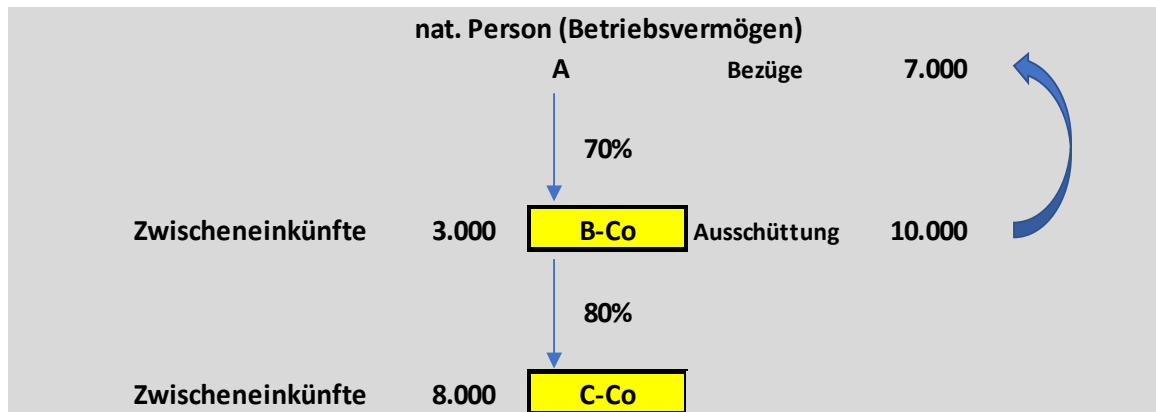 nat. Person (Betriebsvermögen)
A Bezüge 7.000
70%
Zwischeneinkünfte 3.000 B-Co Ausschüttung 10.000
80%
Zwischeneinkünfte 8.000 C-Co